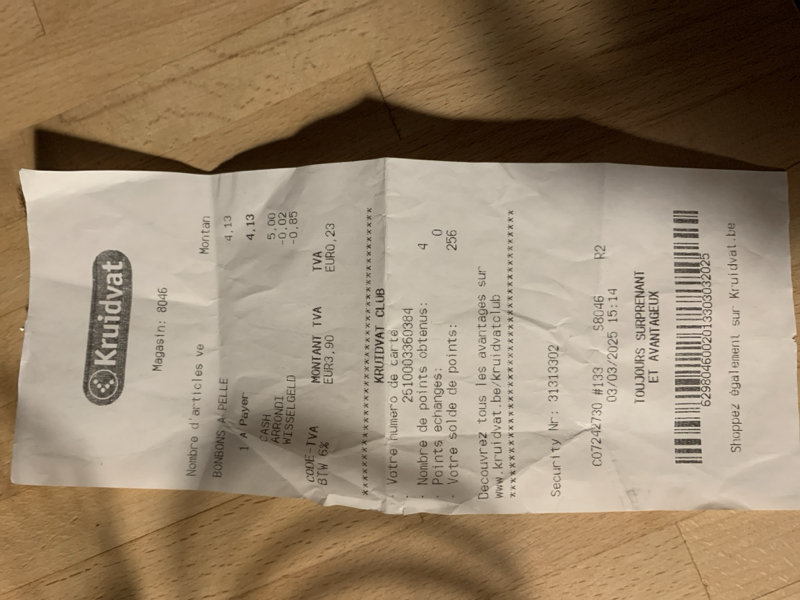 Kruidvat
Magasin: 8046
Nombre d'articles ve Montan
BONBONS A PELLE 4,13
1 A Payer 4,13
CASH 5,00
ARRONDI -0,02
WISSELGELD -0,85
CODE-TVA MONTANT TVA TVA
BTW 6% EUR3,90 EUR0,23
KRUIDVAT CLUB
Votre numero de carte
2610003360384
Nombre de points obtenus: 4
Points echanges: 0
Votre solde de points: 256
Decouvrez tous les avantages sur
www.kruidvat.be/kruidvatclub
Security Nr: 31313302
C07242730 #133 S8046 R2
03/03/2025 15:14
TOUJOURS SURPRENANT
ET AVANTAGEUX
6298046002013303032025
Shoppez également sur Kruidvat.be